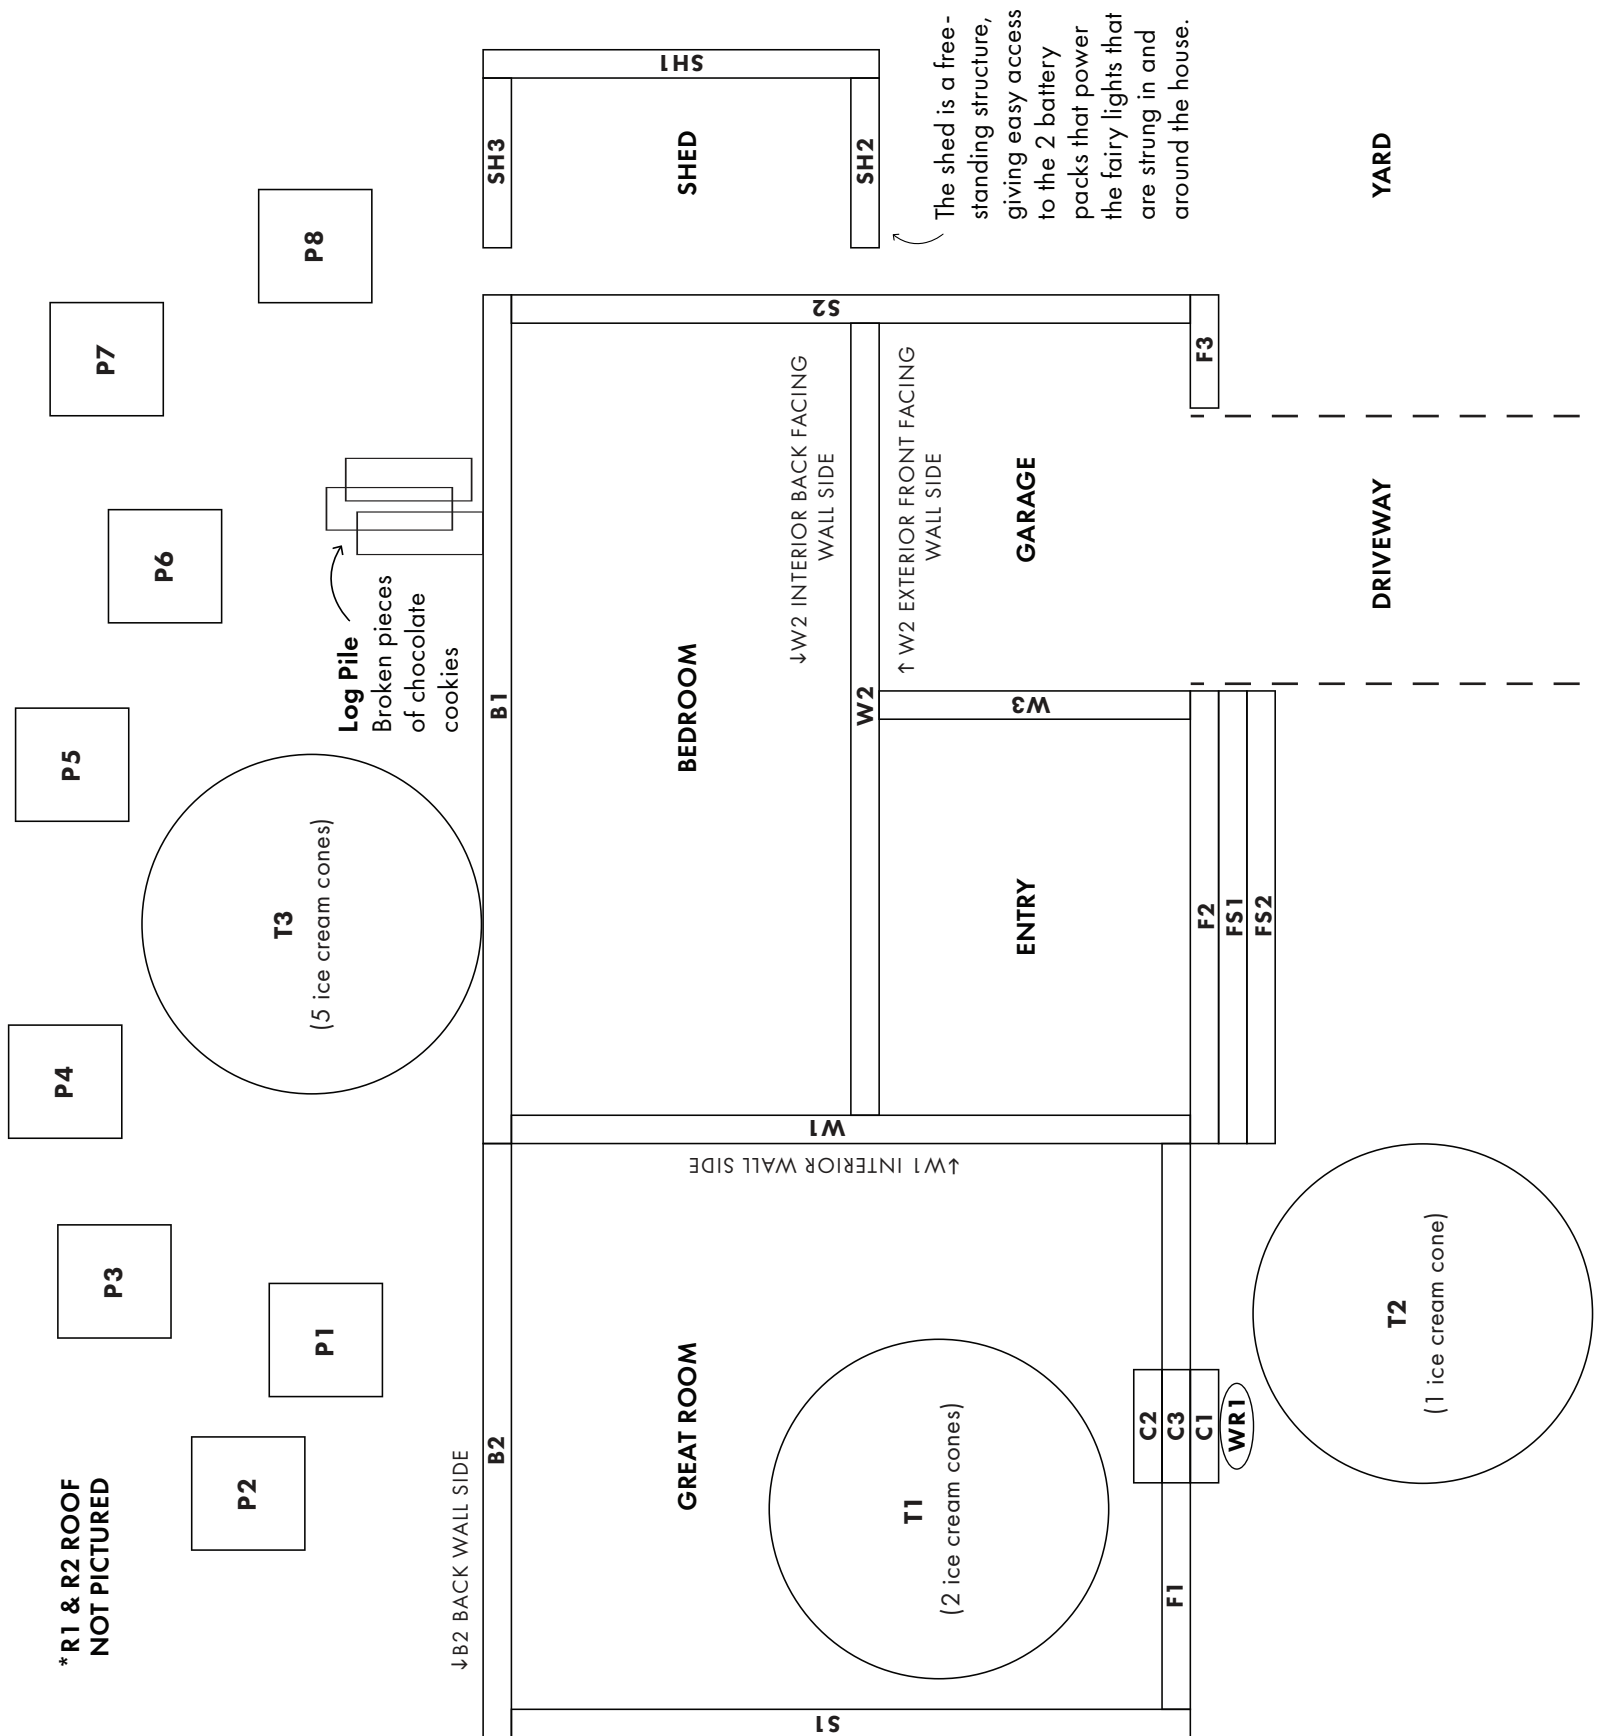 *R1 & R2 ROOF
NOT PICTURED
P2
P1
P3
P4
P5
P6
P7
P8
T3
(5 ice cream cones)
Log Pile
Broken pieces
of chocolate
cookies
↓B2 BACK WALL SIDE
B2
B1
SH3
SH1
SHED
SH2
The shed is a free-
standing structure,
giving easy access
to the 2 battery
packs that power
the fairy lights that
are strung in and
around the house.
GREAT ROOM
BEDROOM
S1
↑W1 INTERIOR WALL SIDE
W1
S2
↓W2 INTERIOR BACK FACING
WALL SIDE
W2
↑W2 EXTERIOR FRONT FACING
WALL SIDE
T1
(2 ice cream cones)
ENTRY
W3
GARAGE
F1
C2
C3
C1
WR1
F2
FS1
FS2
F3
T2
(1 ice cream cone)
DRIVEWAY
YARD